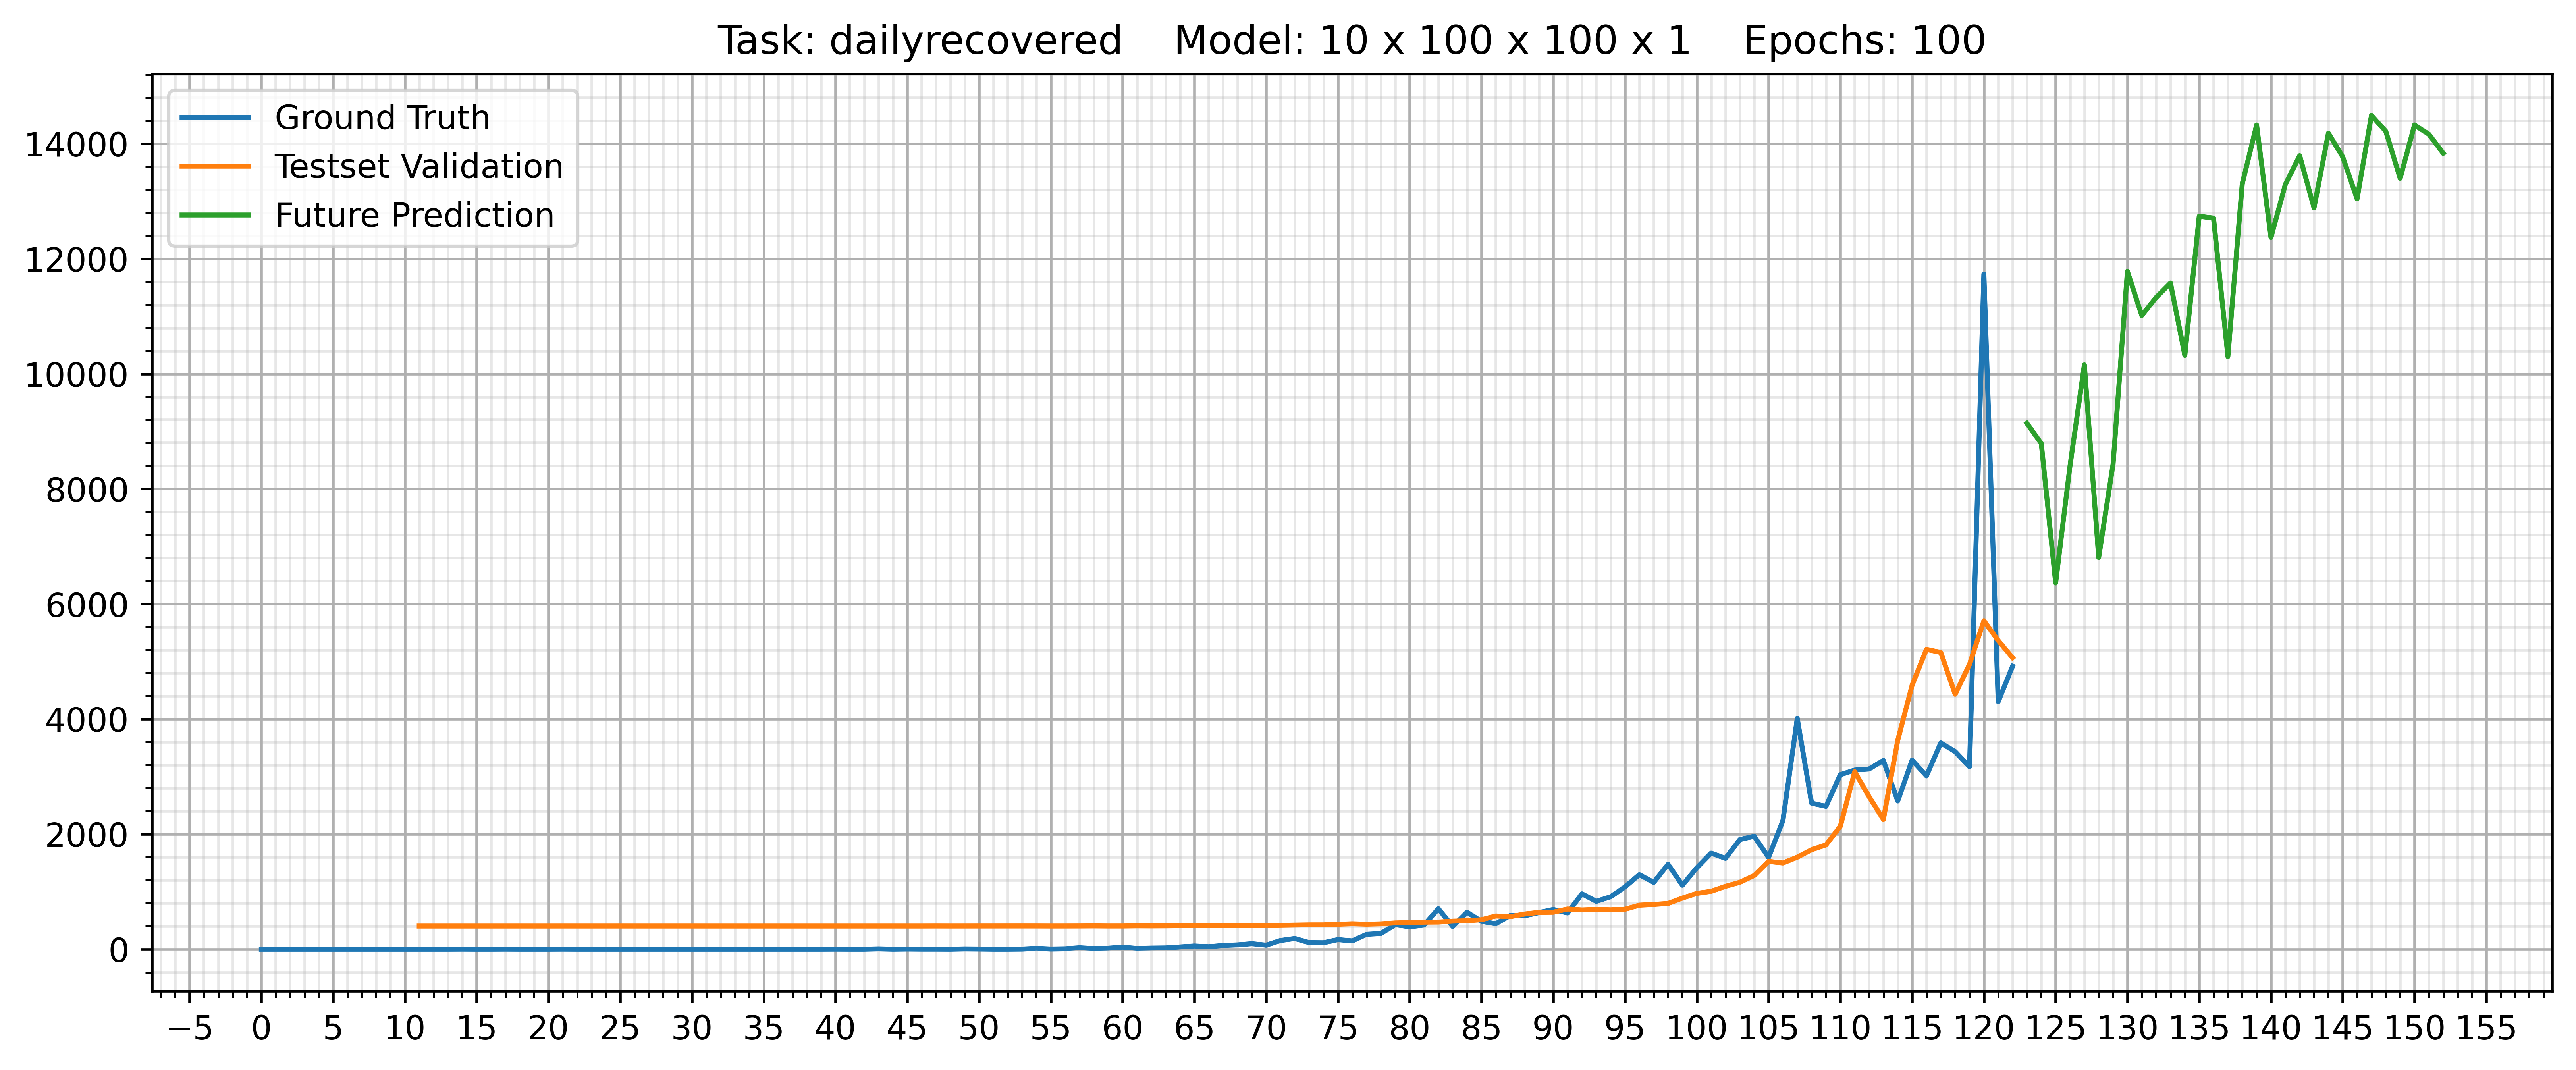 Task: dailyrecovered    Model: 10 x 100 x 100 x 1    Epochs: 100
Ground Truth
Testset Validation
Future Prediction
14000
12000
10000
8000
6000
4000
2000
0
−5 0 5 10 15 20 25 30 35 40 45 50 55 60 65 70 75 80 85 90 95 100 105 110 115 120 125 130 135 140 145 150 155